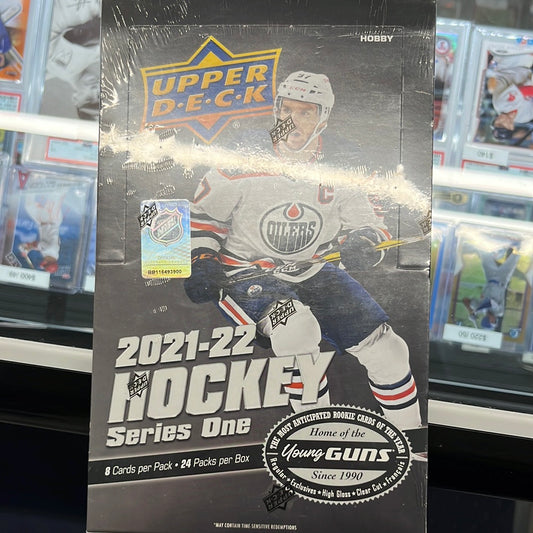 HOBBY
UPPER
D·E·C·K
97
C
OILERS
2021-22
HOCKEY
Series One
8 Cards per Pack • 24 Packs per Box
THE MOST ANTICIPATED ROOKIE CARDS OF THE YEAR
Home of the
Young GUNS
Since 1990
Regular • Exclusives • High Gloss • Clear Cut • Français
*MAY CONTAIN TIME-SENSITIVE REDEMPTIONS